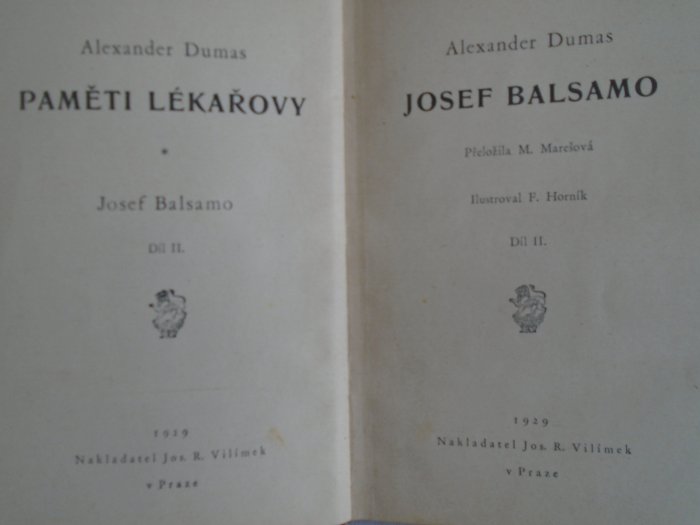 Alexander Dumas
PAMĚTI LÉKAŘOVY
*
Josef Balsamo
Díl II.
1929
Nakladatel Jos. R. Vilímek
v Praze
Alexander Dumas
JOSEF BALSAMO
Přeložila M. Marešová
Ilustroval F. Horník
Díl II.
1929
Nakladatel Jos. R. Vilímek
v Praze